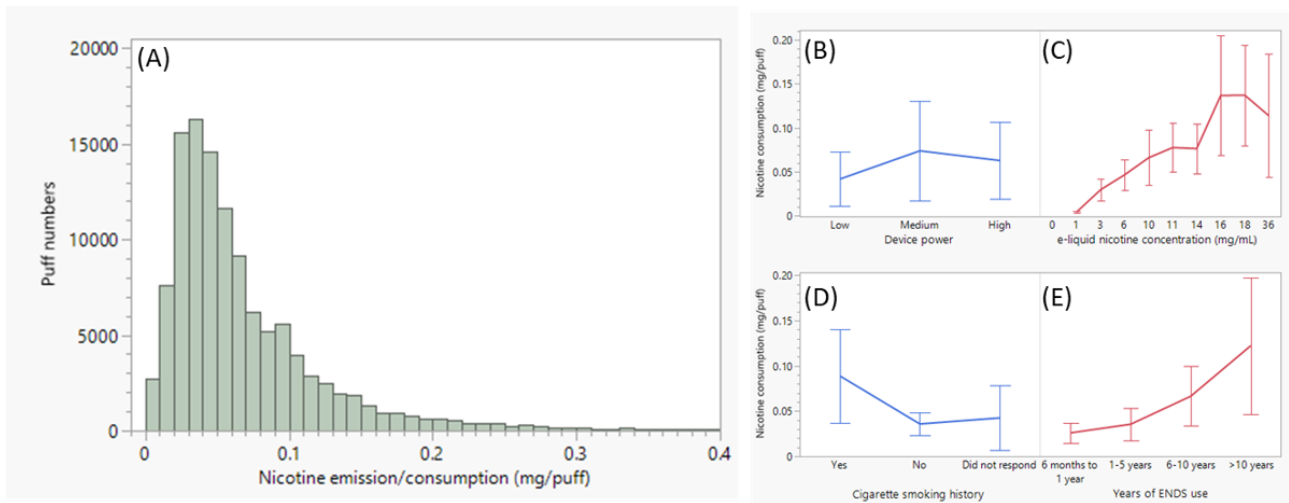 (A)
20000
15000
10000
5000
0
Puff numbers
0 0.1 0.2 0.3 0.4
Nicotine emission/consumption (mg/puff)
(B)
(C)
0.20
0.15
0.10
0.05
0
Nicotine consumption (mg/puff)
Low Medium High
Device power
0 1 3 6 10 11 14 16 18 36
e-liquid nicotine concentration (mg/mL)
(D)
(E)
0.20
0.15
0.10
0.05
0
Nicotine consumption (mg/puff)
Yes No Did not respond
Cigarette smoking history
6 months to 1-5 years 6-10 years >10 years
1 year
Years of ENDS use